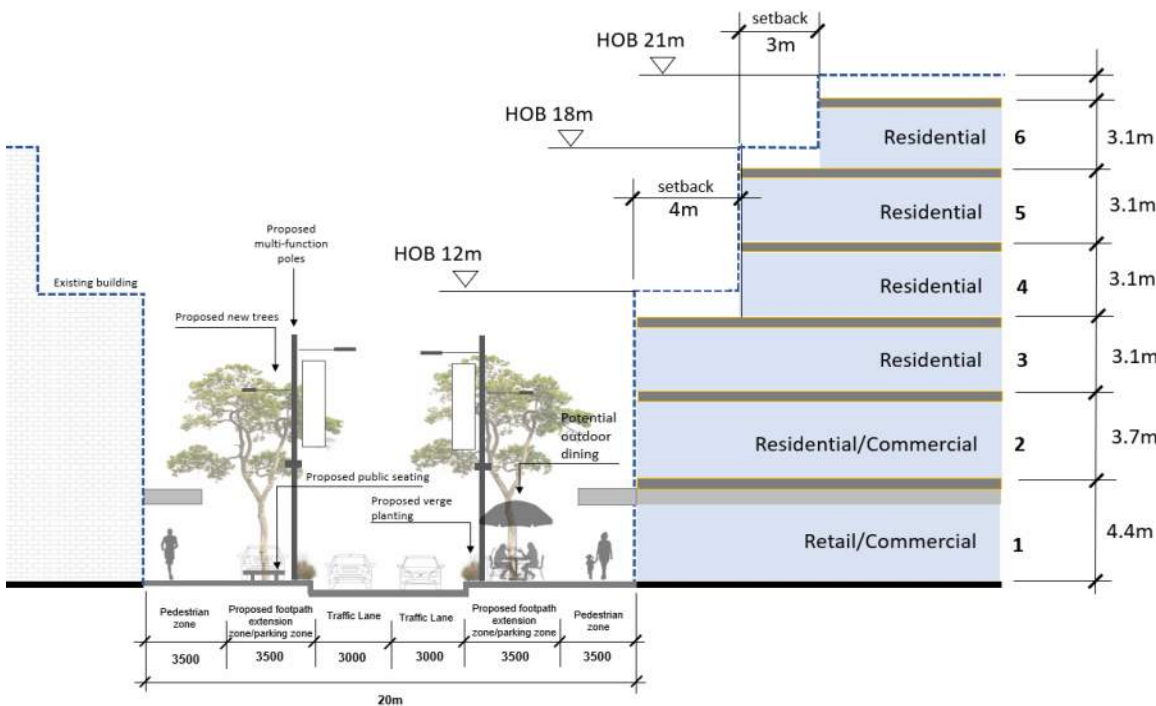 setback
3m
HOB 21m
HOB 18m
Residential 6
3.1m
setback
4m
Residential 5
3.1m
Proposed
multi-function
poles
HOB 12m
Residential 4
3.1m
Existing building
Proposed new trees
Residential 3
3.1m
Potential
outdoor
dining
Residential/Commercial 2
3.7m
Proposed public seating
Proposed verge
planting
Retail/Commercial 1
4.4m
Pedestrian
zone
Proposed footpath
extension
zone/parking zone
Traffic Lane
Traffic Lane
Proposed footpath
extension
zone/parking zone
Pedestrian
zone
3500
3500
3000
3000
3500
3500
20m